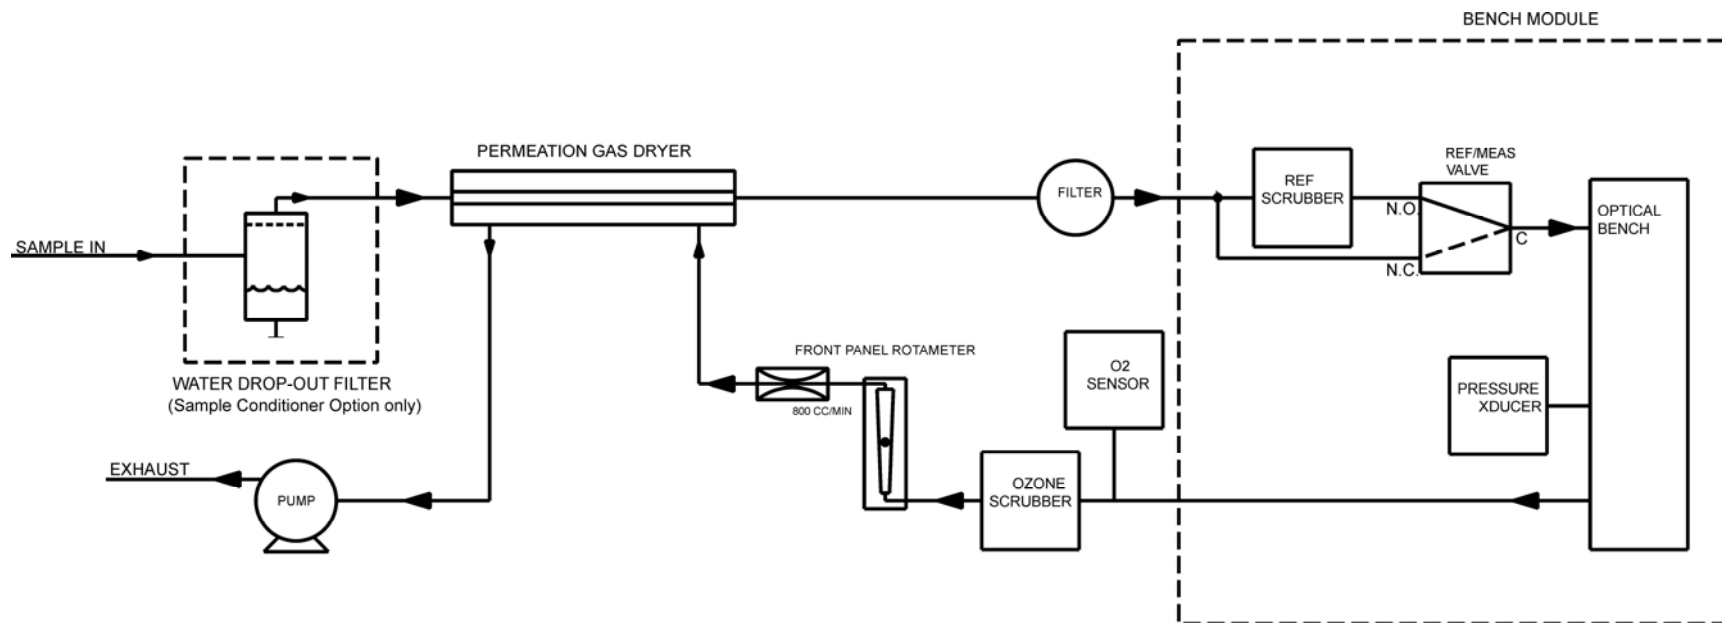 BENCH MODULE
PERMEATION GAS DRYER
REF/MEAS
VALVE
FILTER
REF
SCRUBBER
N.O.
OPTICAL
BENCH
C
SAMPLE IN
N.C.
FRONT PANEL ROTAMETER
O2
SENSOR
WATER DROP-OUT FILTER
(Sample Conditioner Option only)
800 CC/MIN
PRESSURE
XDUCER
EXHAUST
PUMP
OZONE
SCRUBBER